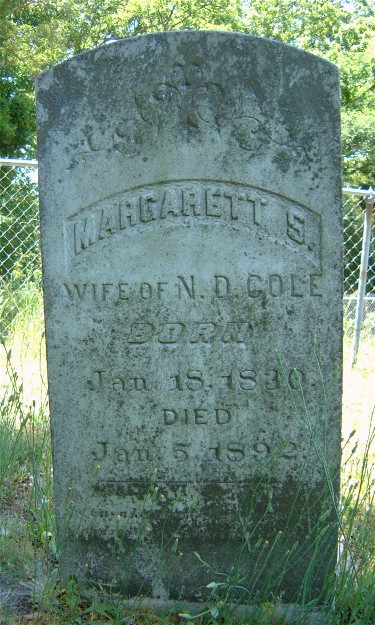 MARGARETT S.
WIFE OF N. D. COLE
BORN
Jan. 18. 1830.
DIED
Jan. 5. 1892.